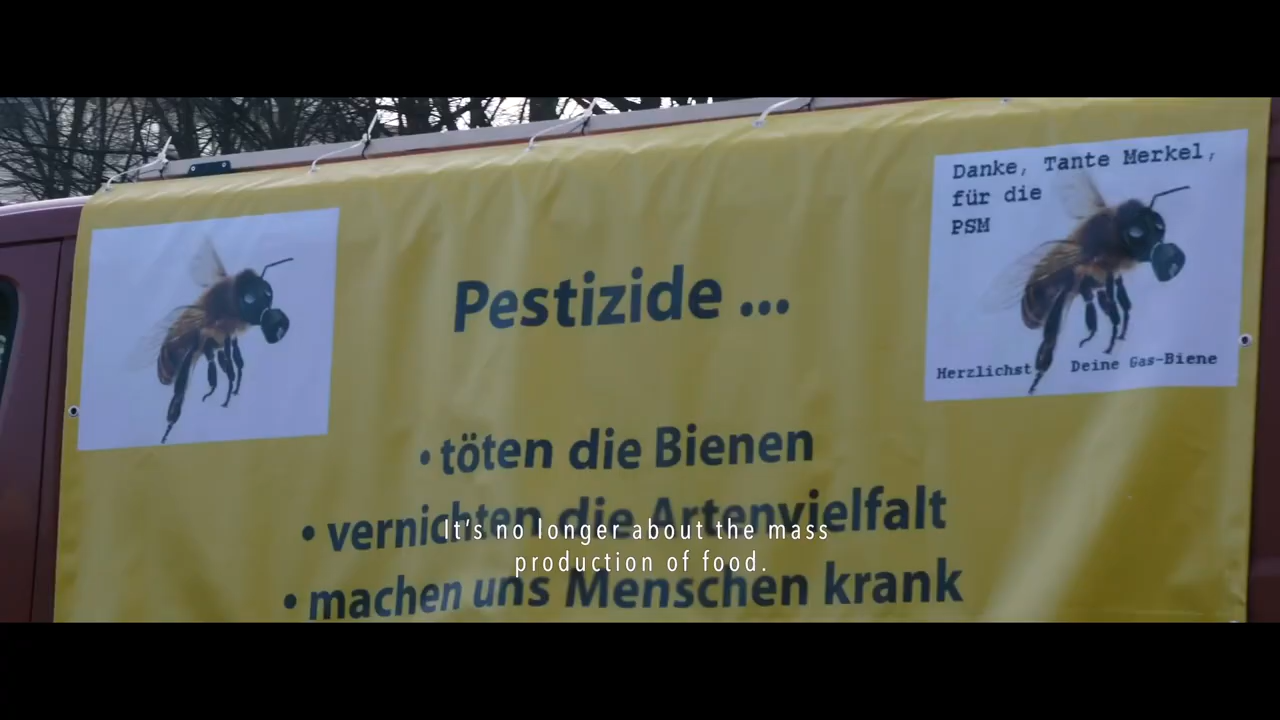 Danke, Tante Merkel,
für die
PSM
Herzlichst Deine Gas-Biene
Pestizide ...
• töten die Bienen
• vernichten die Artenvielfalt
• machen uns Menschen krank
It's no longer about the mass
production of food.